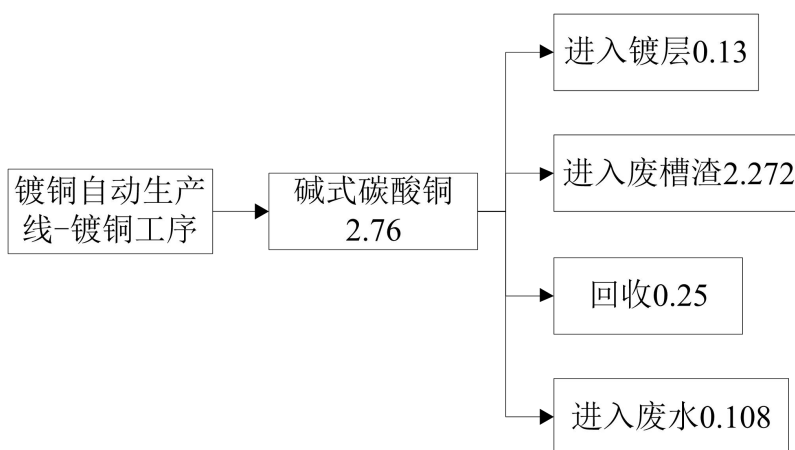 进入镀层0.13
进入废槽渣2.272
镀铜自动生产
线-镀铜工序
碱式碳酸铜
2.76
回收0.25
进入废水0.108